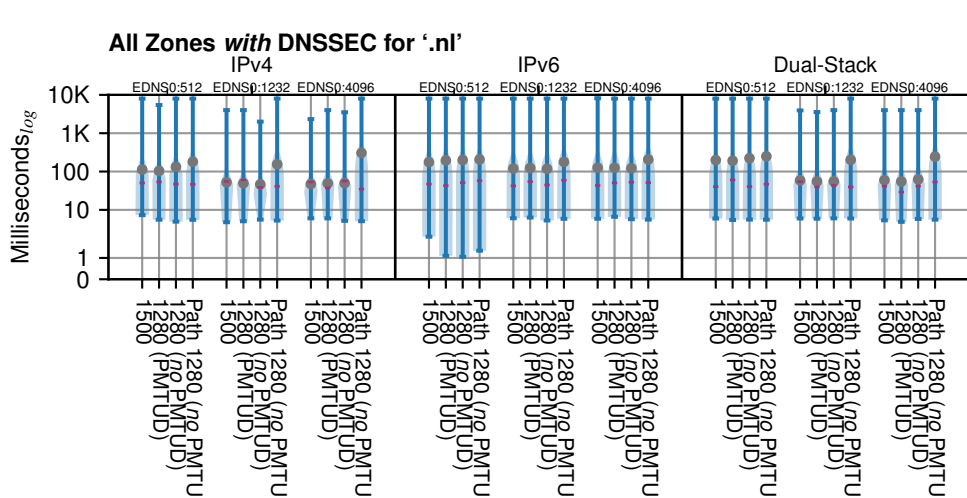 All Zones with DNSSEC for ‘.nl’
IPv4
IPv6
Dual-Stack
EDNS0:512
EDNS0:1232
EDNS0:4096
EDNS0:512
EDNS0:1232
EDNS0:4096
EDNS0:512
EDNS0:1232
EDNS0:4096
Milliseconds log
10K
1K
100
10
1
0
1500
1280 (PMTUD)
1280 (no PMTUD)
Path 1280 (no PMTU
1500
1280 (PMTUD)
1280 (no PMTUD)
Path 1280 (no PMTU
1500
1280 (PMTUD)
1280 (no PMTUD)
Path 1280 (no PMTU
1500
1280 (PMTUD)
1280 (no PMTUD)
Path 1280 (no PMTU
1500
1280 (PMTUD)
1280 (no PMTUD)
Path 1280 (no PMTU
1500
1280 (PMTUD)
1280 (no PMTUD)
Path 1280 (no PMTU
1500
1280 (PMTUD)
1280 (no PMTUD)
Path 1280 (no PMTU
1500
1280 (PMTUD)
1280 (no PMTUD)
Path 1280 (no PMTU
1500
1280 (PMTUD)
1280 (no PMTUD)
Path 1280 (no PMTU